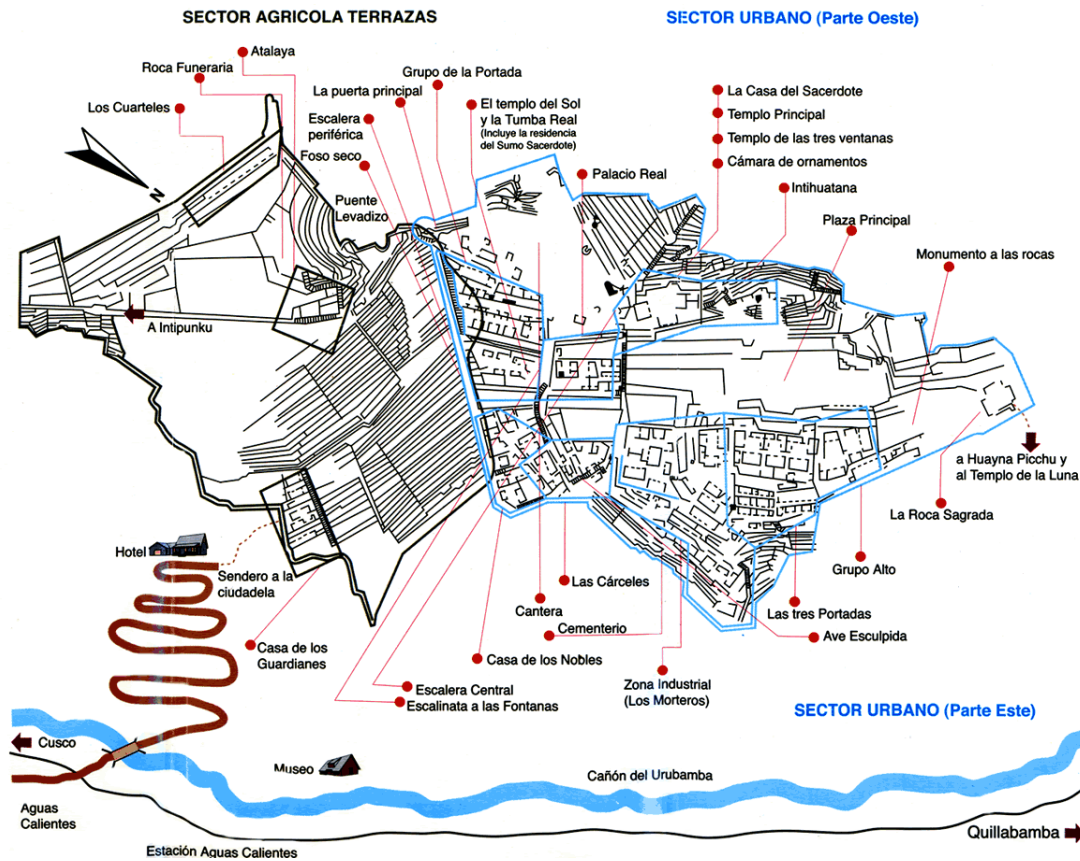 SECTOR AGRICOLA TERRAZAS
SECTOR URBANO (Parte Oeste)
Atalaya
Roca Funeraria
Los Cuarteles
Grupo de la Portada
La puerta principal
Escalera
periférica
Foso seco
Puente
Levadizo
El templo del Sol
y la Tumba Real
(Incluye la residencia
del Sumo Sacerdote)
Palacio Real
La Casa del Sacerdote
Templo Principal
Templo de las tres ventanas
Cámara de ornamentos
Intihuatana
Plaza Principal
Monumento a las rocas
N
A Intipunku
a Huayna Picchu y
al Templo de la Luna
La Roca Sagrada
Grupo Alto
Las tres Portadas
Ave Esculpida
Las Cárceles
Cantera
Cementerio
Casa de los Nobles
Zona Industrial
(Los Morteros)
Escalera Central
Escalinata a las Fontanas
Hotel
Sendero a la
ciudadela
Casa de los
Guardianes
SECTOR URBANO (Parte Este)
Cusco
Museo
Cañón del Urubamba
Aguas
Calientes
Estación Aguas Calientes
Quillabamba